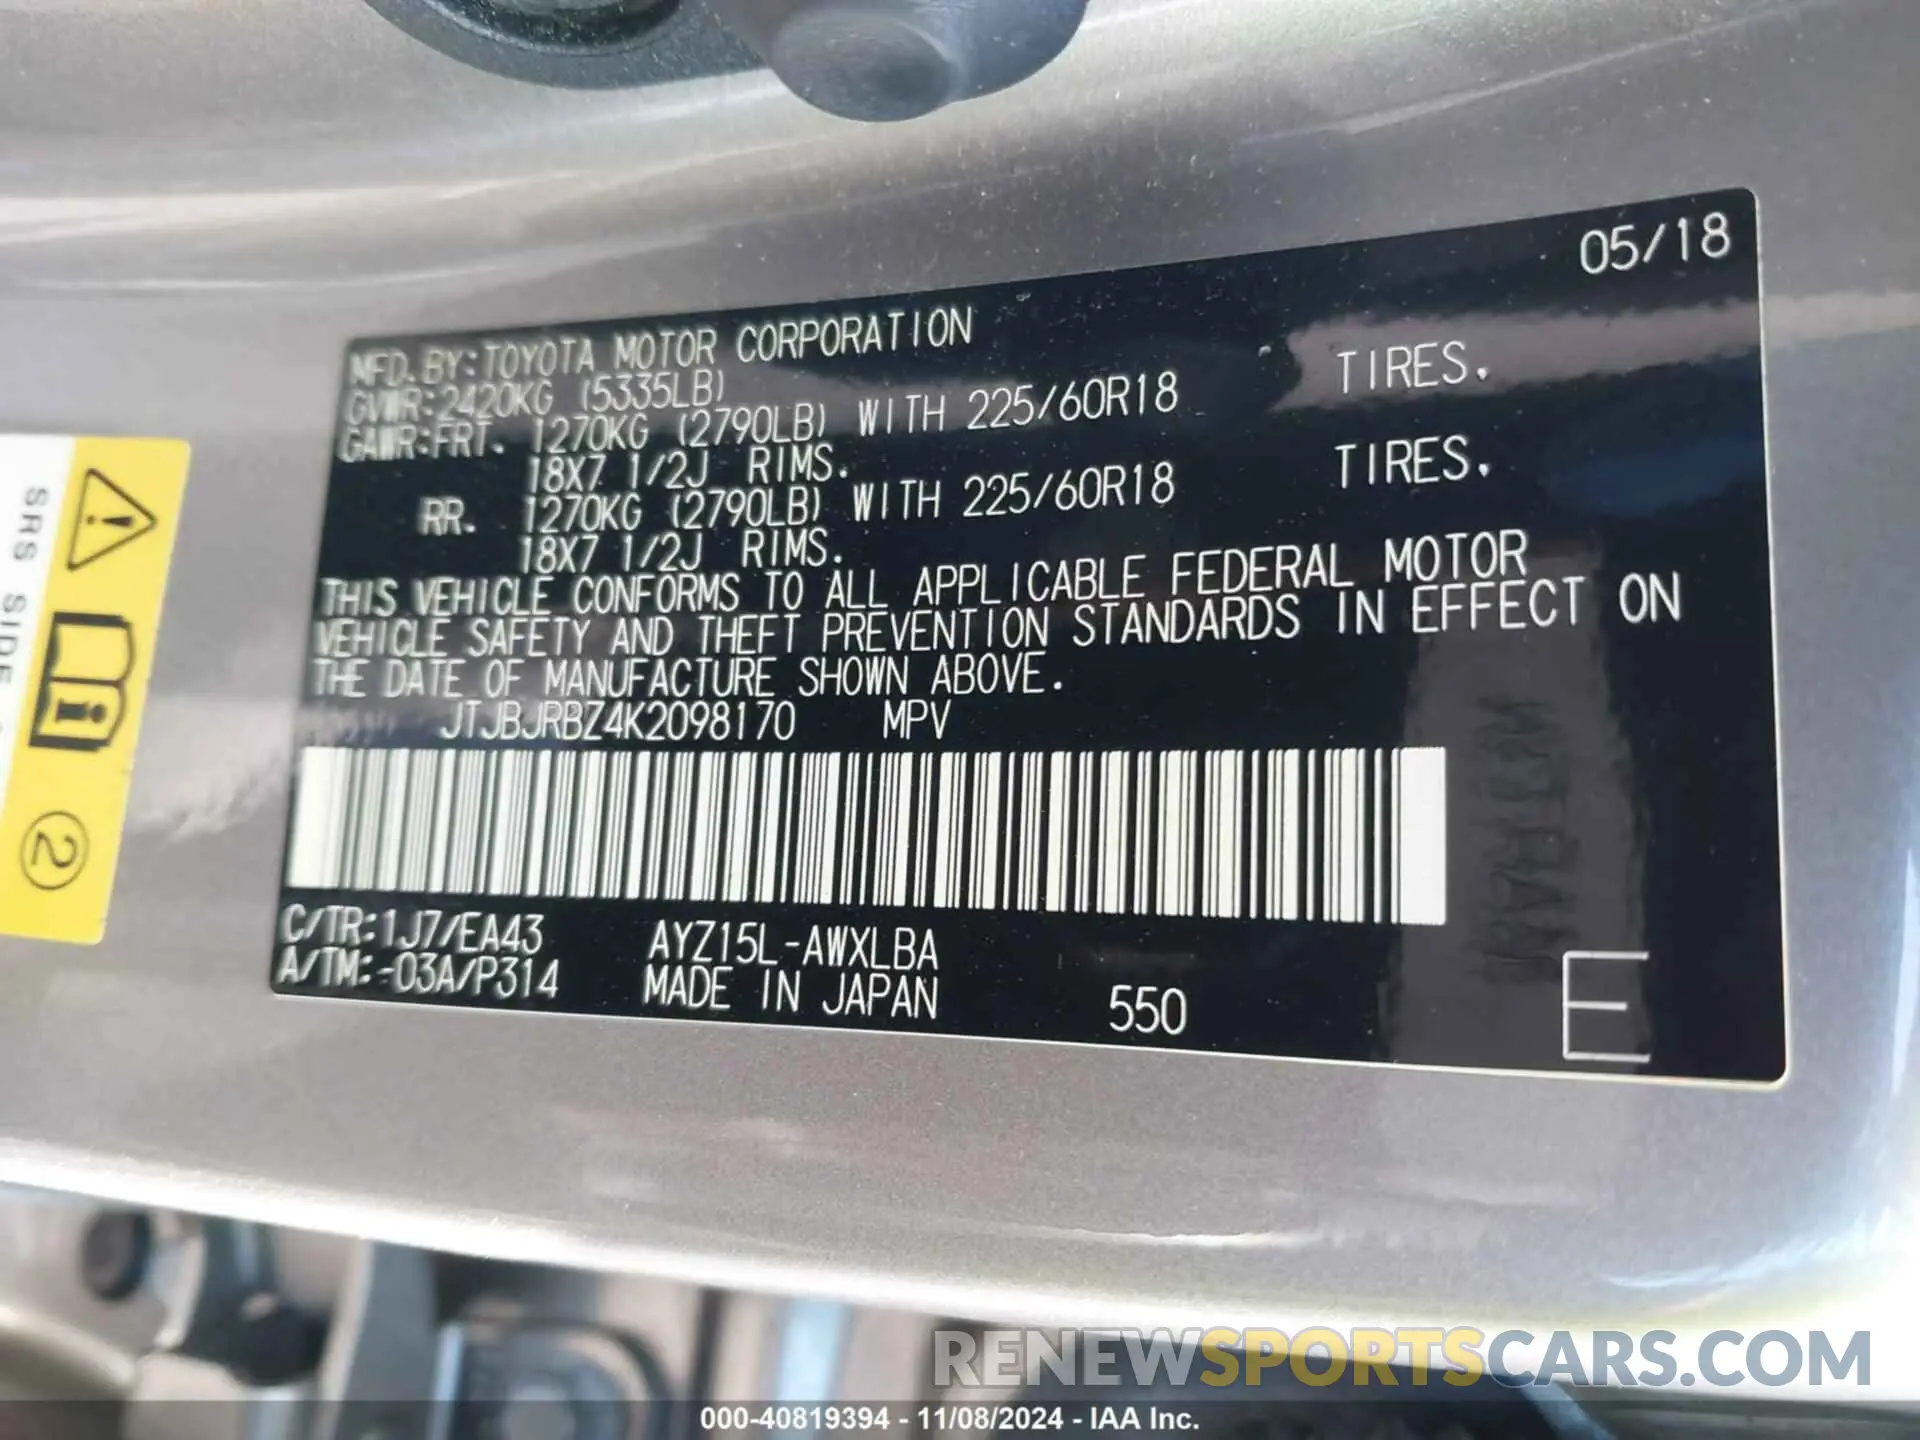 05/18
MFD.BY:TOYOTA MOTOR CORPORATION
GVWR:2420KG (5335LB)
GAWR:FRT. 1270KG (2790LB) WITH 225/60R18 TIRES.
18X7 1/2J RIMS.
RR. 1270KG (2790LB) WITH 225/60R18 TIRES.
18X7 1/2J RIMS.
THIS VEHICLE CONFORMS TO ALL APPLICABLE FEDERAL MOTOR
VEHICLE SAFETY AND THEFT PREVENTION STANDARDS IN EFFECT ON
THE DATE OF MANUFACTURE SHOWN ABOVE.
JTJBJRBZ4K2098170 MPV
C/TR:1J7/EA43 AYZ15L-AWXLBA
A/TM:-03A/P314 MADE IN JAPAN 550 E
SRS SIDE
2
RENEWSPORTSCARS.COM
000-40819394 - 11/08/2024 - IAA Inc.